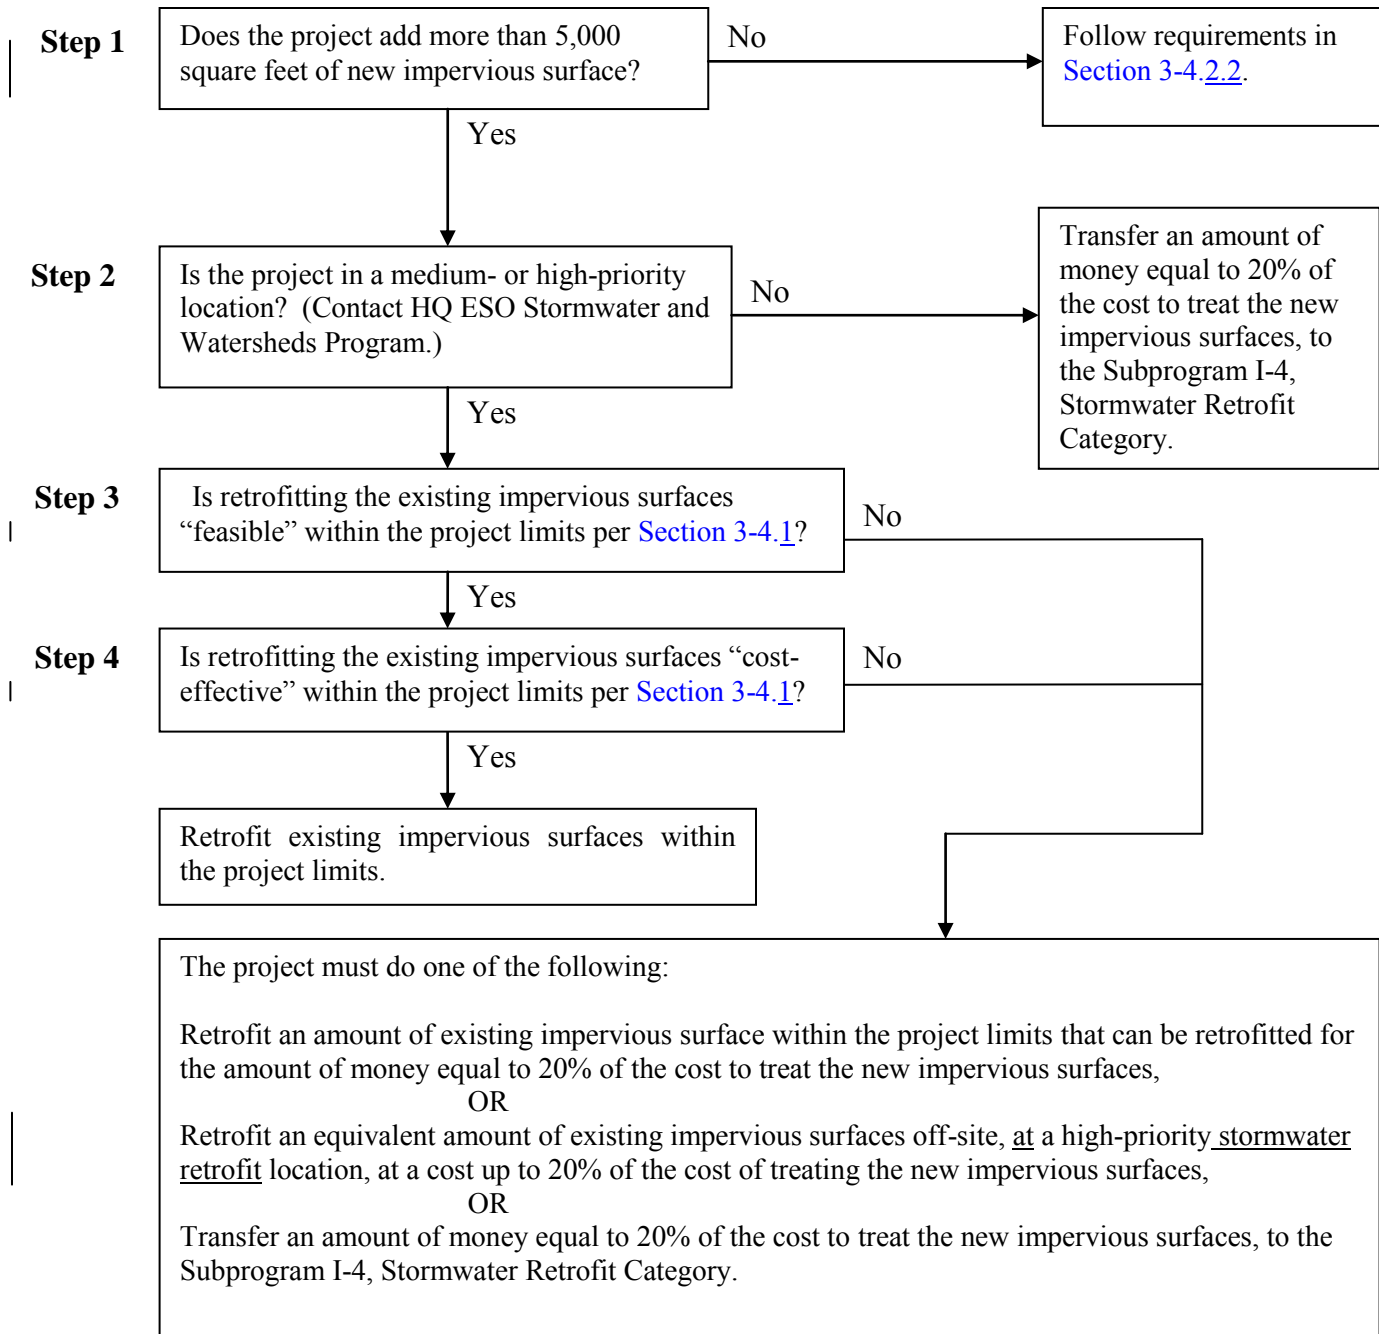 Step 1
Does the project add more than 5,000
square feet of new impervious surface?
No
Follow requirements in
Section 3-4.2.2.
Yes
Step 2
Is the project in a medium- or high-priority
location?  (Contact HQ ESO Stormwater and
Watersheds Program.)
No
Transfer an amount of
money equal to 20% of
the cost to treat the new
impervious surfaces, to
the Subprogram I-4,
Stormwater Retrofit
Category.
Yes
Step 3
Is retrofitting the existing impervious surfaces
“feasible” within the project limits per Section 3-4.1?
No
Yes
Step 4
Is retrofitting the existing impervious surfaces “cost-
effective” within the project limits per Section 3-4.1?
No
Yes
Retrofit existing impervious surfaces within
the project limits.
The project must do one of the following:
Retrofit an amount of existing impervious surface within the project limits that can be retrofitted for
the amount of money equal to 20% of the cost to treat the new impervious surfaces,
OR
Retrofit an equivalent amount of existing impervious surfaces off-site, at a high-priority stormwater
retrofit location, at a cost up to 20% of the cost of treating the new impervious surfaces,
OR
Transfer an amount of money equal to 20% of the cost to treat the new impervious surfaces, to the
Subprogram I-4, Stormwater Retrofit Category.